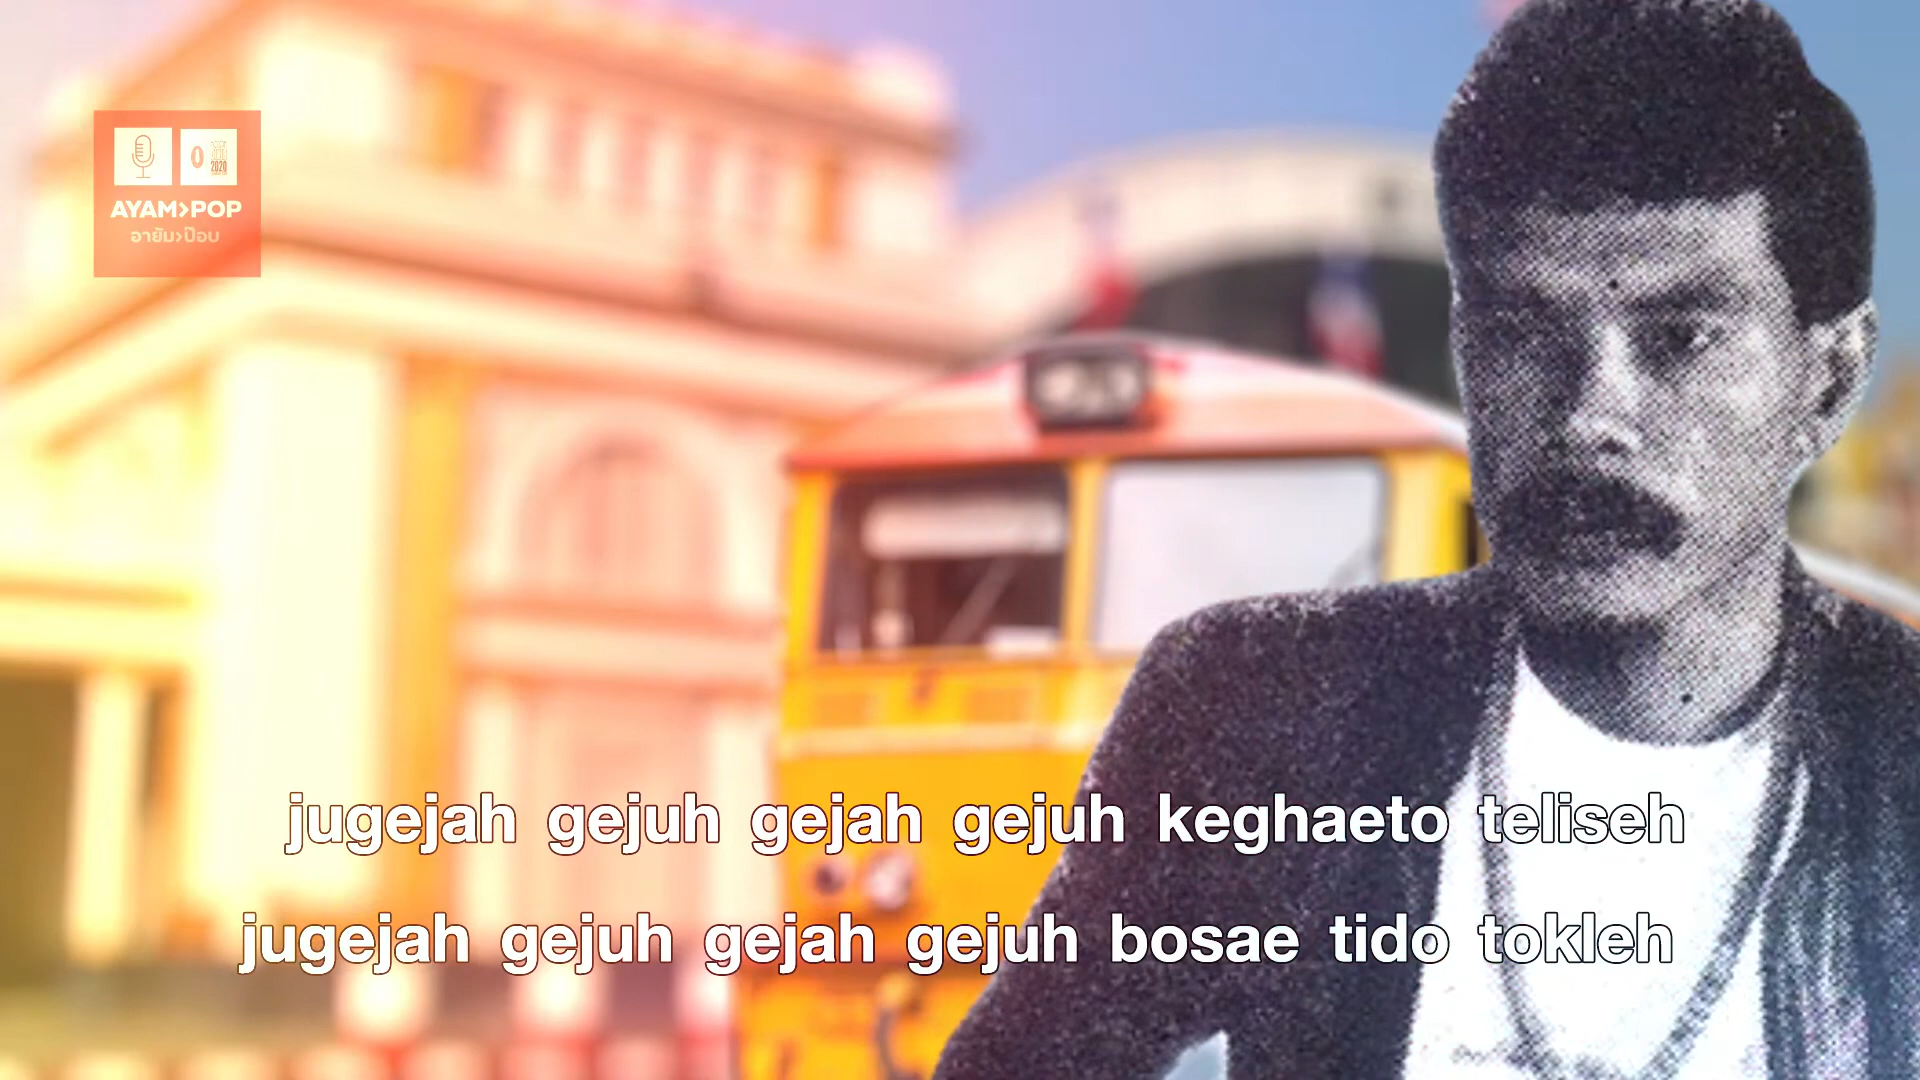 2020
AYAM>POP
อายัม>ป๊อบ
jugejah gejuh gejah gejuh keghaeto teliseh
jugejah gejuh gejah gejuh bosae tido tokleh